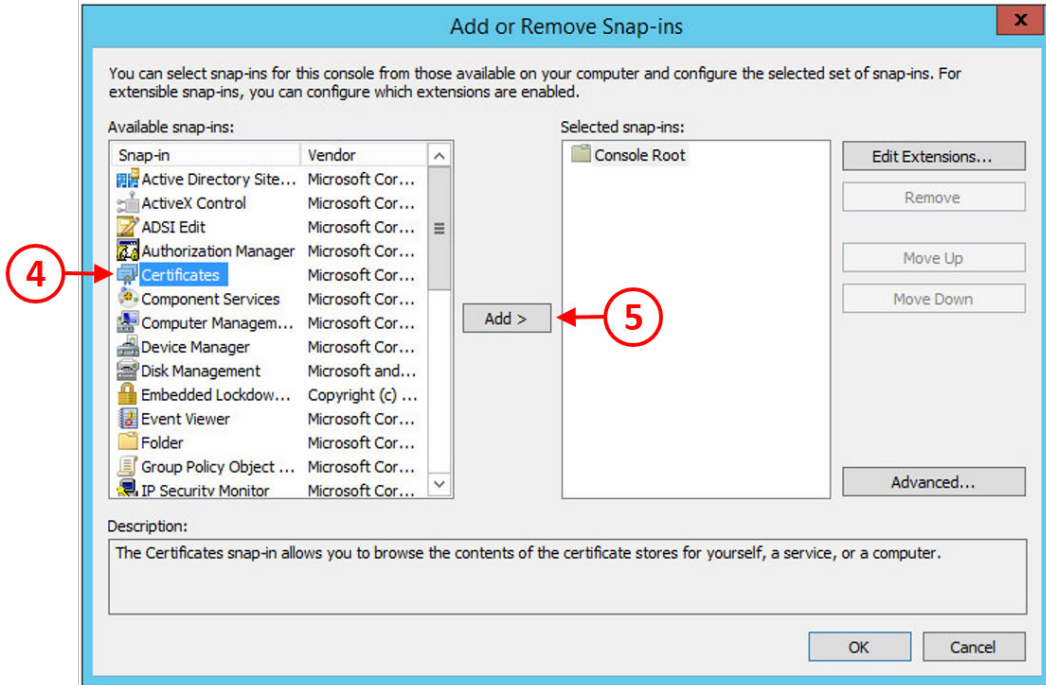 Add or Remove Snap-ins
x
You can select snap-ins for this console from those available on your computer and configure the selected set of snap-ins. For
extensible snap-ins, you can configure which extensions are enabled.
Available snap-ins:
Snap-in Vendor
Active Directory Site... Microsoft Cor...
ActiveX Control Microsoft Cor...
ADSI Edit Microsoft Cor...
Authorization Manager Microsoft Cor...
4
Certificates Microsoft Cor...
Component Services Microsoft Cor...
Computer Managem... Microsoft Cor...
Device Manager Microsoft Cor...
Disk Management Microsoft and...
Embedded Lockdow... Copyright (c) ...
Event Viewer Microsoft Cor...
Folder Microsoft Cor...
Group Policy Object ... Microsoft Cor...
IP Security Monitor Microsoft Cor...
Add >
5
Selected snap-ins:
Console Root
Edit Extensions...
Remove
Move Up
Move Down
Advanced...
Description:
The Certificates snap-in allows you to browse the contents of the certificate stores for yourself, a service, or a computer.
OK
Cancel